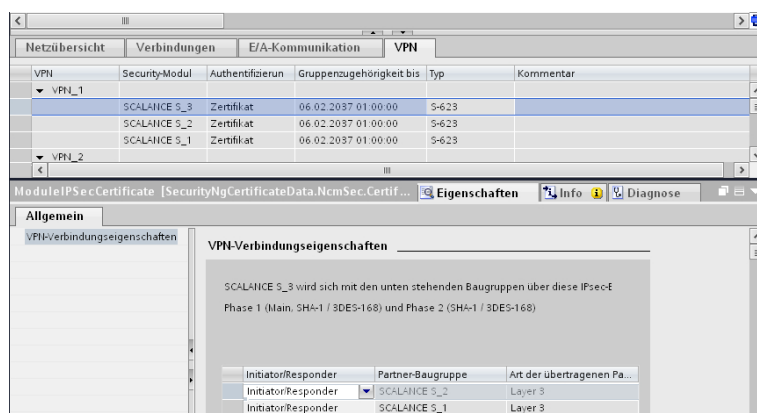 Netzübersicht Verbindungen E/A-Kommunikation VPN
VPN Security-Modul Authentifizierun Gruppenzugehörigkeit bis Typ Kommentar
VPN_1
SCALANCE S_3 Zertifikat 06.02.2037 01:00:00 S-623
SCALANCE S_2 Zertifikat 06.02.2037 01:00:00 S-623
SCALANCE S_1 Zertifikat 06.02.2037 01:00:00 S-623
VPN_2
ModuleIPSecCertificate [SecurityNgCertificateData.NcmSec.Certif... Eigenschaften Info Diagnose
Allgemein
VPN-Verbindungseigenschaften
VPN-Verbindungseigenschaften
SCALANCE S_3 wird sich mit den unten stehenden Baugruppen über diese IPsec-E
Phase 1 (Main, SHA-1 / 3DES-168) und Phase 2 (SHA-1 / 3DES-168)
Initiator/Responder Partner-Baugruppe Art der übertragenen Pa...
Initiator/Responder SCALANCE S_2 Layer 3
Initiator/Responder SCALANCE S_1 Layer 3